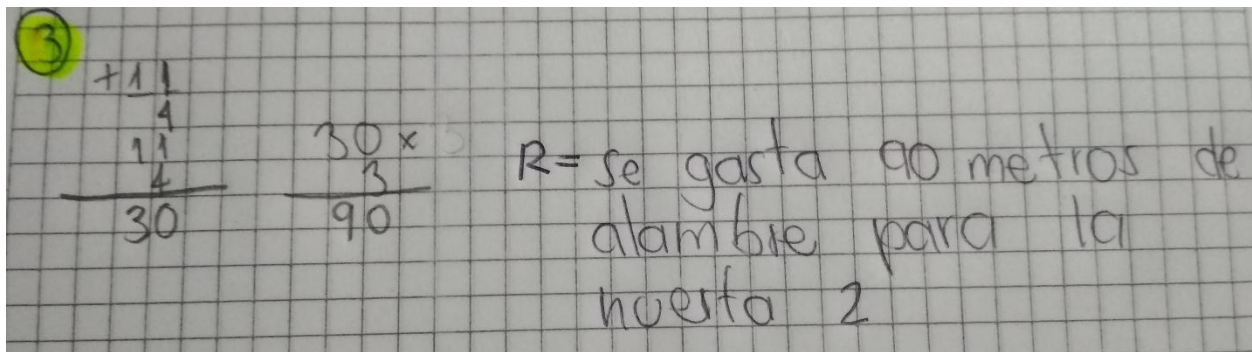 3
+11
4
11
4
30
30 x
3
90
R= se gasta 90 metros de
alambre para la
huerta 2